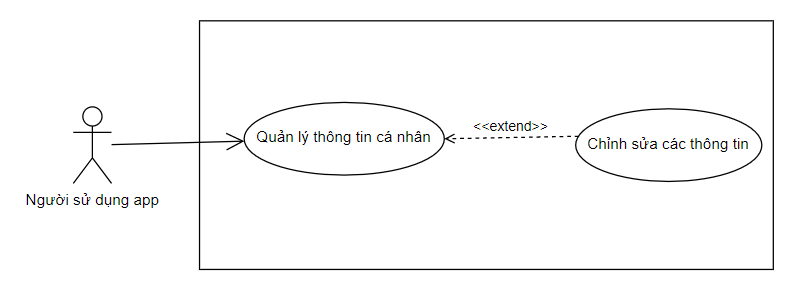 Người sử dụng app
Quản lý thông tin cá nhân
<<extend>>
Chỉnh sửa các thông tin